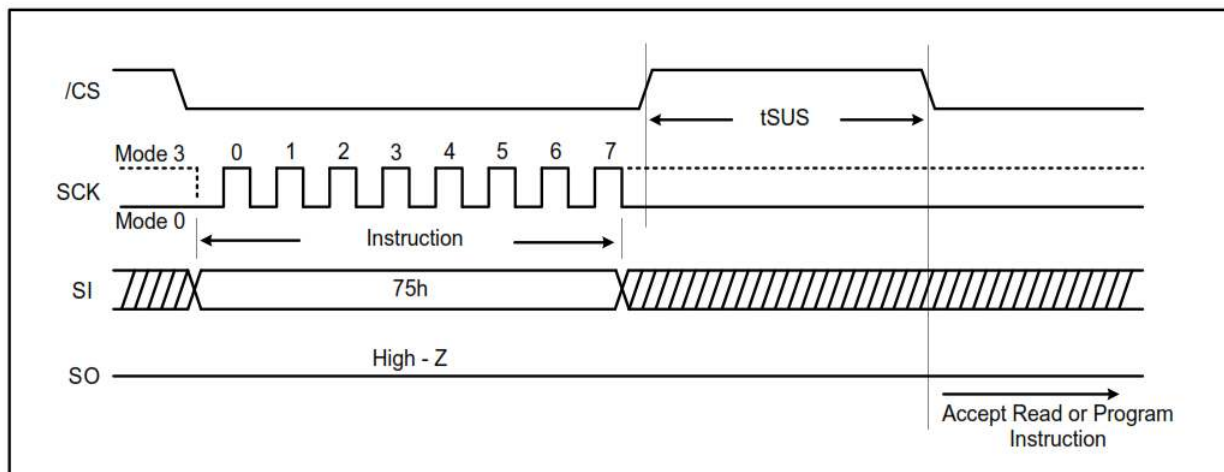 /CS
tSUS
Mode 3
0 1 2 3 4 5 6 7
SCK
Mode 0
Instruction
SI
75h
High - Z
SO
Accept Read or Program
Instruction